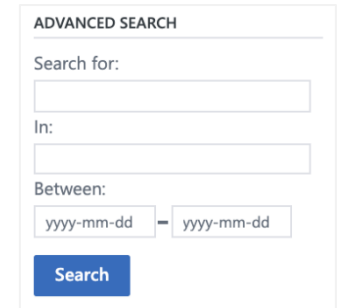 ADVANCED SEARCH
Search for:
In:
Between:
yyyy-mm-dd – yyyy-mm-dd
Search